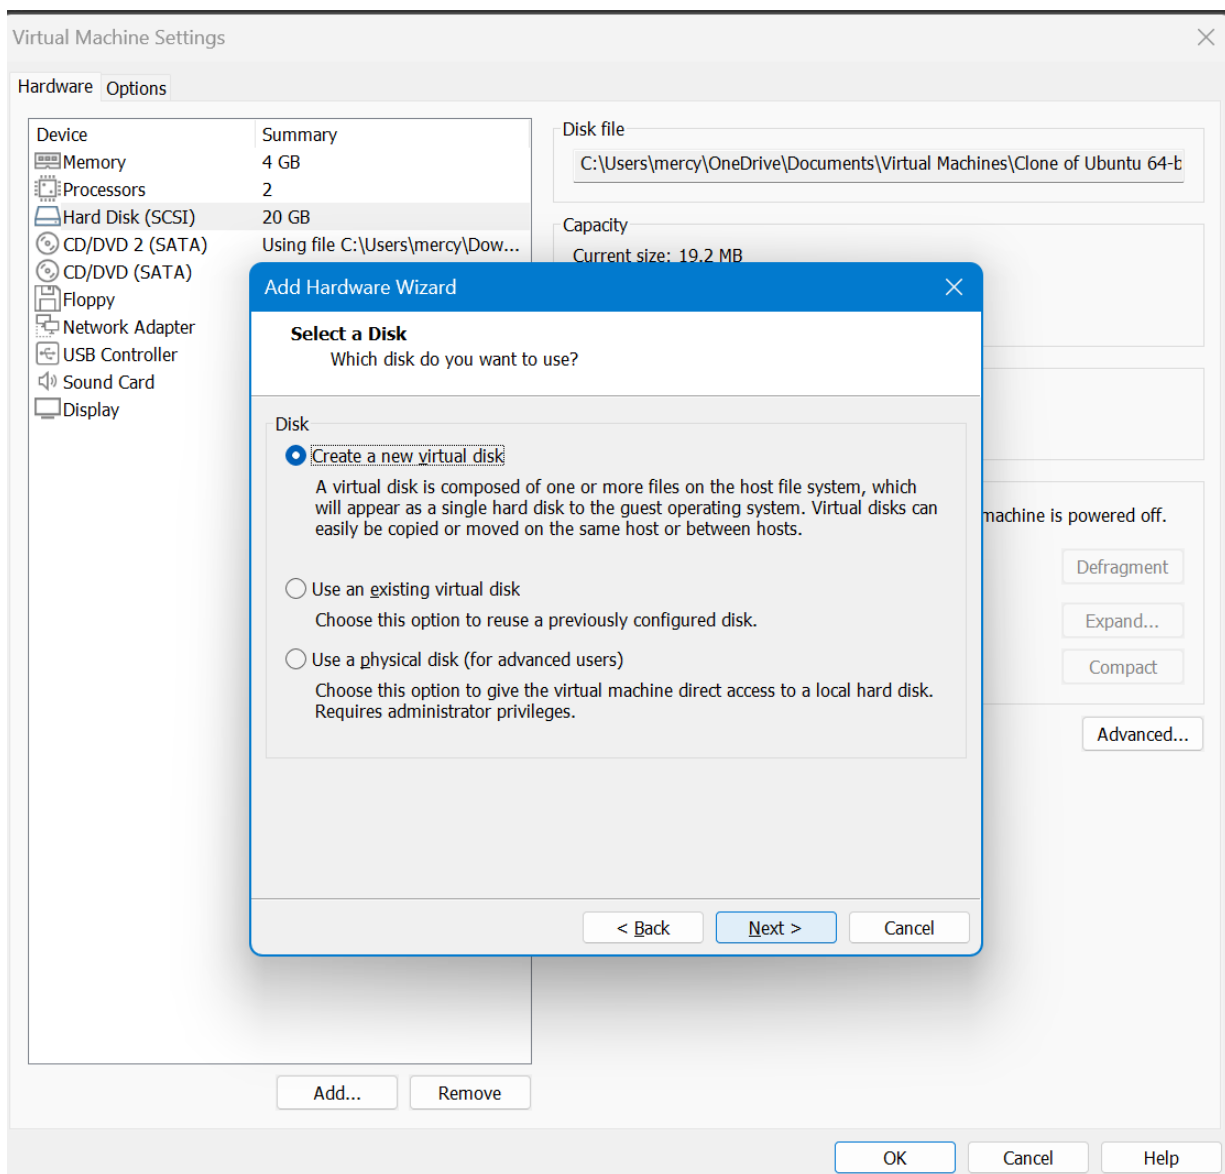 Virtual Machine Settings
Hardware Options
Device Summary
Memory 4 GB
Processors 2
Hard Disk (SCSI) 20 GB
CD/DVD 2 (SATA) Using file C:\Users\mercy\Dow...
CD/DVD (SATA)
Floppy
Network Adapter
USB Controller
Sound Card
Display
Add... Remove
Disk file
C:\Users\mercy\OneDrive\Documents\Virtual Machines\Clone of Ubuntu 64-b
Capacity
Current size: 19.2 MB
machine is powered off.
Defragment
Expand...
Compact
Advanced...
Add Hardware Wizard
Select a Disk
Which disk do you want to use?
Disk
Create a new virtual disk
A virtual disk is composed of one or more files on the host file system, which
will appear as a single hard disk to the guest operating system. Virtual disks can
easily be copied or moved on the same host or between hosts.
Use an existing virtual disk
Choose this option to reuse a previously configured disk.
Use a physical disk (for advanced users)
Choose this option to give the virtual machine direct access to a local hard disk.
Requires administrator privileges.
< Back Next > Cancel
OK Cancel Help